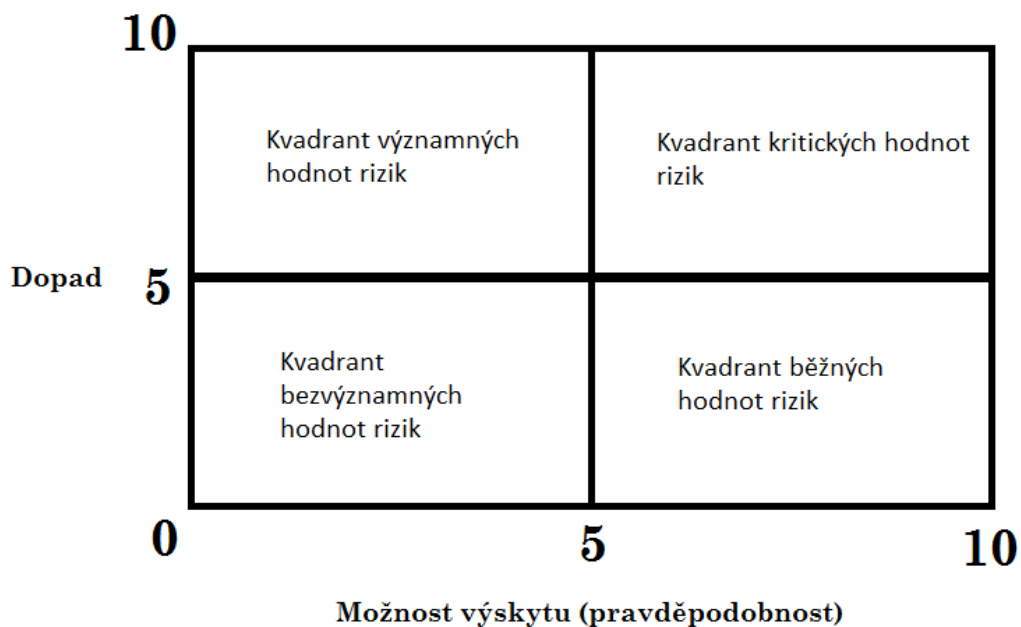 10
Kvadrant významných
hodnot rizik
Kvadrant kritických hodnot
rizik
Dopad
5
Kvadrant
bezvýznamných
hodnot rizik
Kvadrant běžných
hodnot rizik
0
5
10
Možnost výskytu (pravděpodobnost)